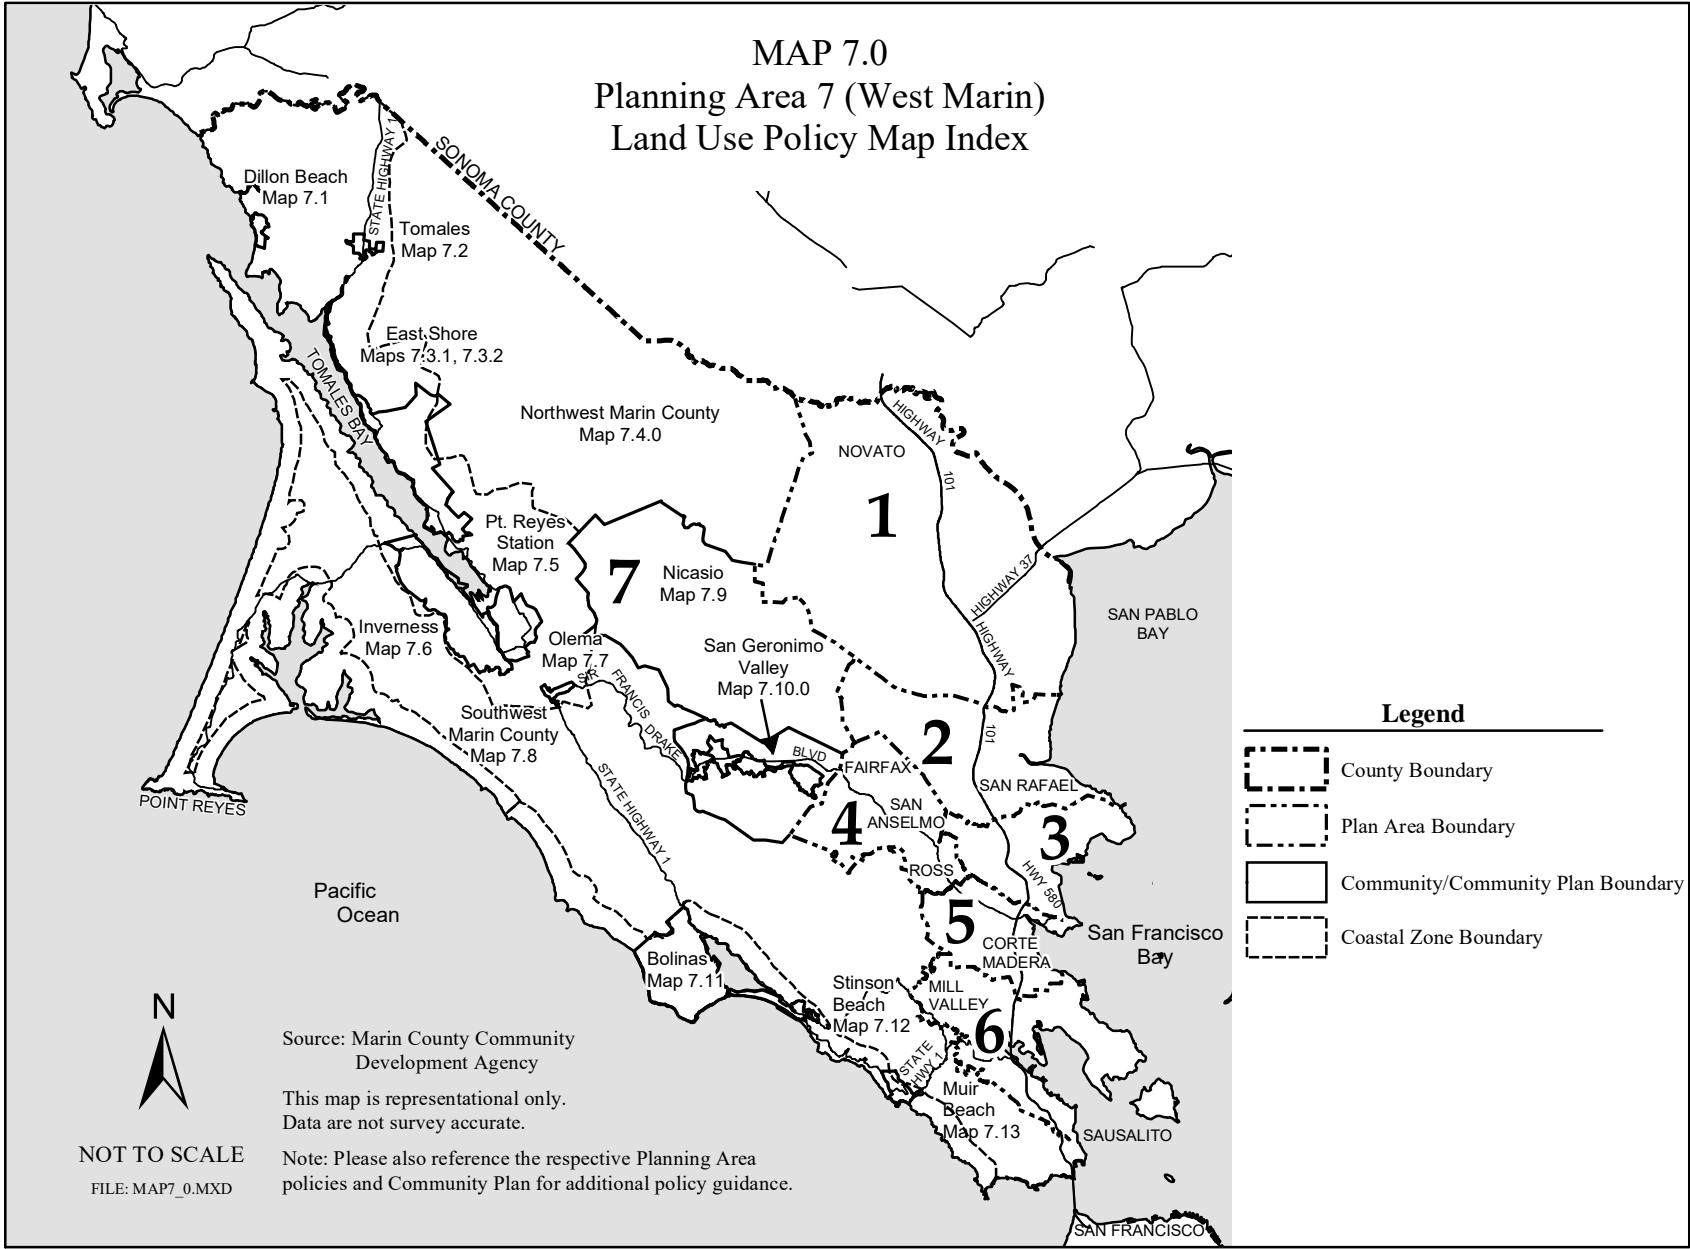 MAP 7.0
Planning Area 7 (West Marin)
Land Use Policy Map Index
SONOMA COUNTY
STATE HIGHWAY 1
Dillon Beach
Map 7.1
Tomales
Map 7.2
East Shore
Maps 7.3.1, 7.3.2
TOMALES BAY
Northwest Marin County
Map 7.4.0
NOVATO
HIGHWAY
101
1
Pt. Reyes
Station
Map 7.5
7
Nicasio
Map 7.9
HIGHWAY 37
SAN PABLO
BAY
Inverness
Map 7.6
Olema
Map 7.7
San Geronimo
Valley
Map 7.10.0
HIGHWAY
101
SIR
FRANCIS
DRAKE
BLVD
Southwest
Marin County
Map 7.8
STATE HIGHWAY 1
2
FAIRFAX
SAN RAFAEL
POINT REYES
4
SAN
ANSELMO
3
ROSS
HWY 580
Pacific
Ocean
5
CORTE
MADERA
San Francisco
Bay
Bolinas
Map 7.11
Stinson
Beach
Map 7.12
MILL
VALLEY
6
STATE
HWY 1
Muir
Beach
Map 7.13
SAUSALITO
SAN FRANCISCO
Legend
County Boundary
Plan Area Boundary
Community/Community Plan Boundary
Coastal Zone Boundary
N
NOT TO SCALE
FILE: MAP7_0.MXD
Source: Marin County Community
Development Agency
This map is representational only.
Data are not survey accurate.
Note: Please also reference the respective Planning Area
policies and Community Plan for additional policy guidance.